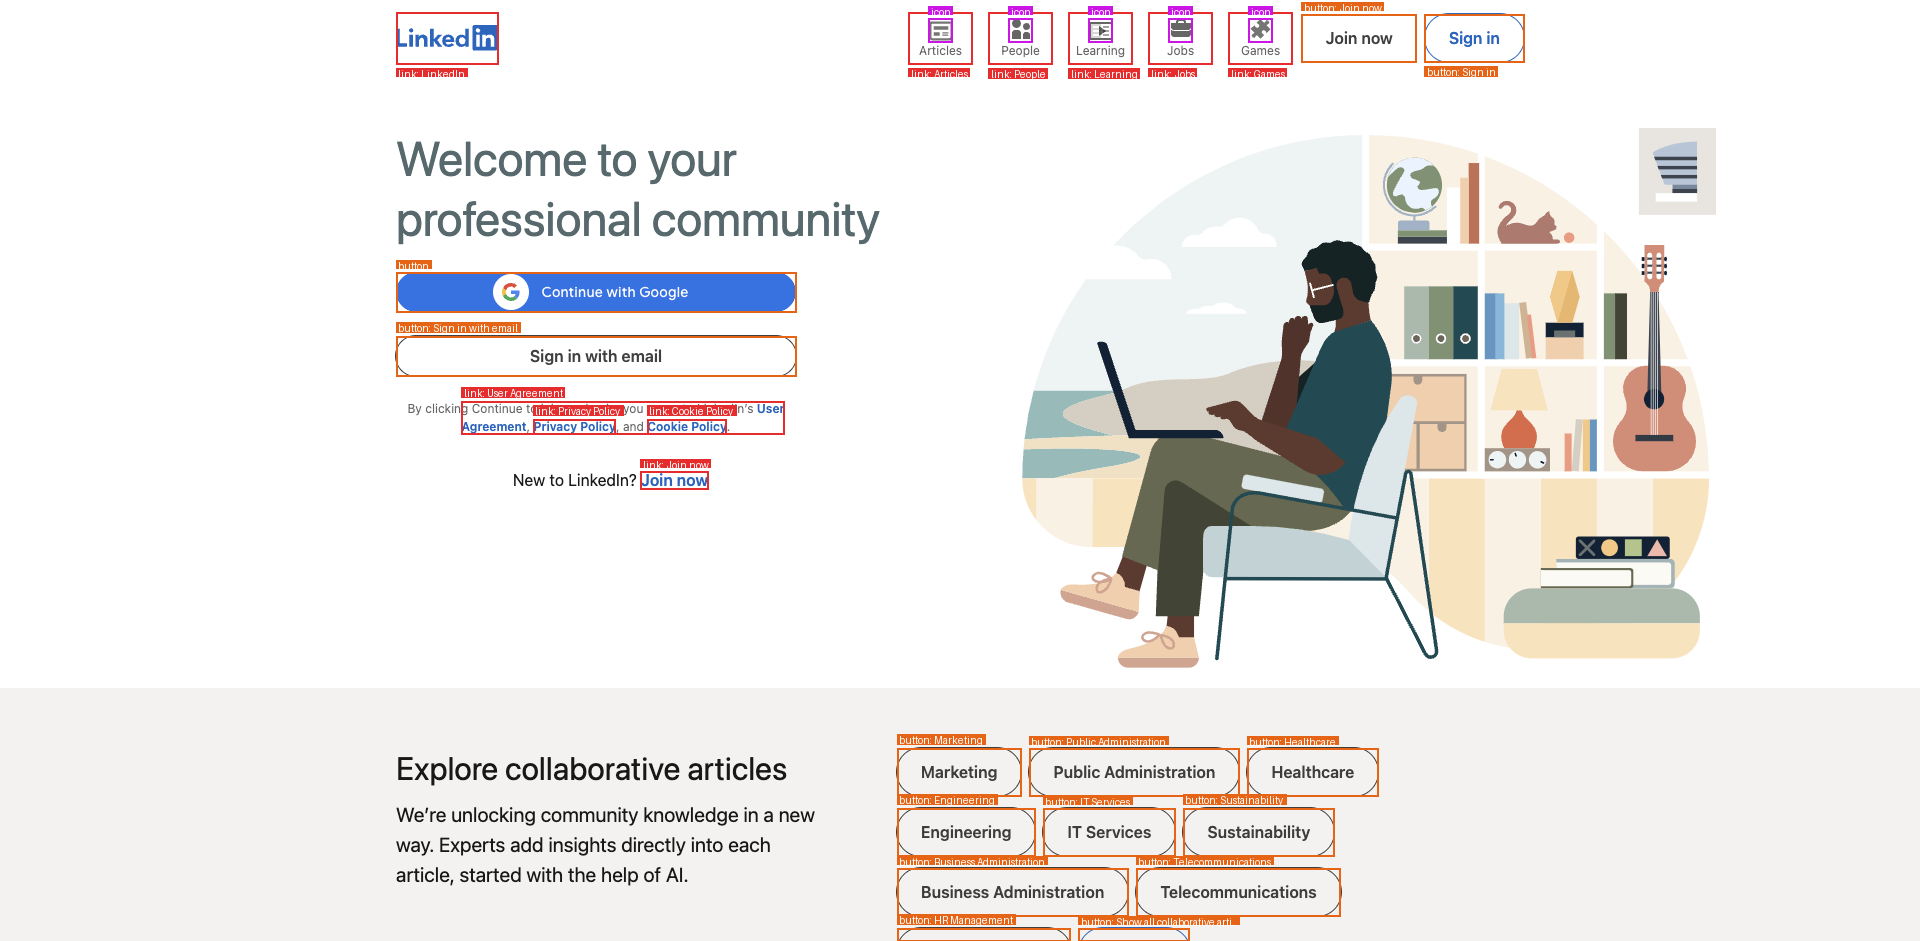 LinkedIn
link: LinkedIn
icon
Articles
link: Articles
icon
People
link: People
icon
Learning
link: Learning
icon
Jobs
link: Jobs
icon
Games
link: Games
button: Join now
Join now
Sign in
button: Sign in
Welcome to your
professional community
button
Continue with Google
button: Sign in with email
Sign in with email
link: User Agreement
By clicking Continue
link: Privacy Policy
you
link: Cookie Policy
User
Agreement, Privacy Policy, and Cookie Policy.
link: Join now
New to LinkedIn? Join now
Explore collaborative articles
We’re unlocking community knowledge in a new
way. Experts add insights directly into each
article, started with the help of AI.
button: Marketing
button: Public Administration
button: Healthcare
Marketing
Public Administration
Healthcare
button: Engineering
button: IT Services
button: Sustainability
Engineering
IT Services
Sustainability
button: Business Administration
button: Telecommunications
Business Administration
Telecommunications
button: HR Management
button: Show all collaborative arti...